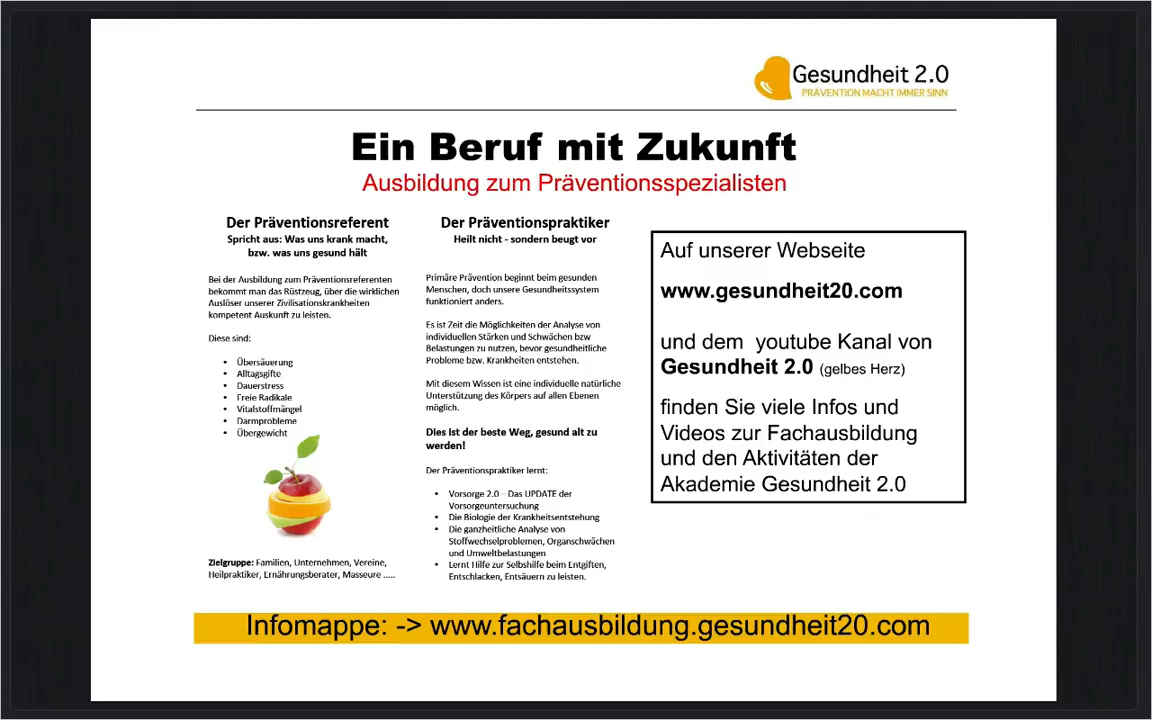 Gesundheit 2.0
PRÄVENTION MACHT IMMER SINN
Ein Beruf mit Zukunft
Ausbildung zum Präventionsspezialisten
Der Präventionsreferent
Spricht aus: Was uns krank macht,
bzw. was uns gesund hält
Bei der Ausbildung zum Präventionsreferenten
bekommt man das Rüstzeug, über die wirklichen
Auslöser unserer Zivilisationskrankheiten
kompetent Auskunft zu leisten.
Diese sind:
• Übersäuerung
• Alltagsgifte
• Dauerstress
• Freie Radikale
• Vitalstoffmängel
• Darmprobleme
• Übergewicht
Zielgruppe: Familien, Unternehmen, Vereine,
Heilpraktiker, Ernährungsberater, Masseure .....
Der Präventionspraktiker
Heilt nicht - sondern beugt vor
Primäre Prävention beginnt beim gesunden
Menschen, doch unsere Gesundheitssystem
funktioniert anders.
Es ist Zeit die Möglichkeiten der Analyse von
individuellen Stärken und Schwächen bzw
Belastungen zu nutzen, bevor gesundheitliche
Probleme bzw. Krankheiten entstehen.
Mit diesem Wissen ist eine individuelle natürliche
Unterstützung des Körpers auf allen Ebenen
möglich.
Dies ist der beste Weg, gesund alt zu
werden!
Der Präventionspraktiker lernt:
• Vorsorge 2.0 – Das UPDATE der
Vorsorgeuntersuchung
• Die Biologie der Krankheitsentstehung
• Die ganzheitliche Analyse von
Stoffwechselproblemen, Organschwächen
und Umweltbelastungen
• Lernt Hilfe zur Selbshilfe beim Entgiften,
Entschlacken, Entsäuern zu leisten.
Auf unserer Webseite
www.gesundheit20.com
und dem youtube Kanal von
Gesundheit 2.0 (gelbes Herz)
finden Sie viele Infos und
Videos zur Fachausbildung
und den Aktivitäten der
Akademie Gesundheit 2.0
Infomappe: -> www.fachausbildung.gesundheit20.com